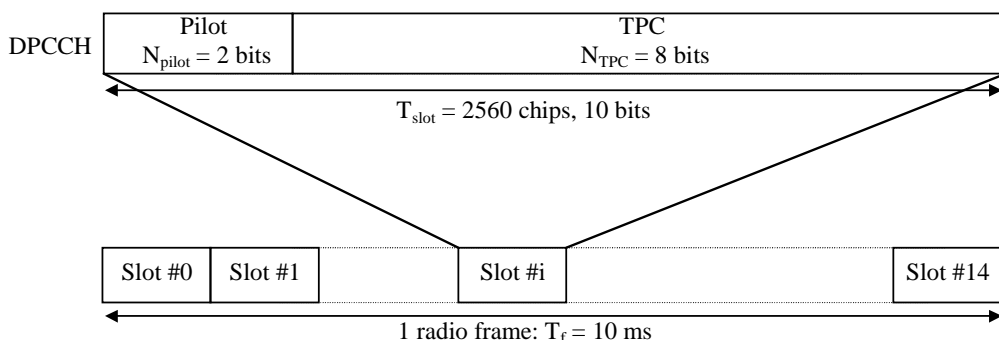 Pilot
N_pilot = 2 bits
TPC
N_TPC = 8 bits
DPCCH
T_slot = 2560 chips, 10 bits
Slot #0
Slot #1
Slot #i
Slot #14
1 radio frame: T_f = 10 ms